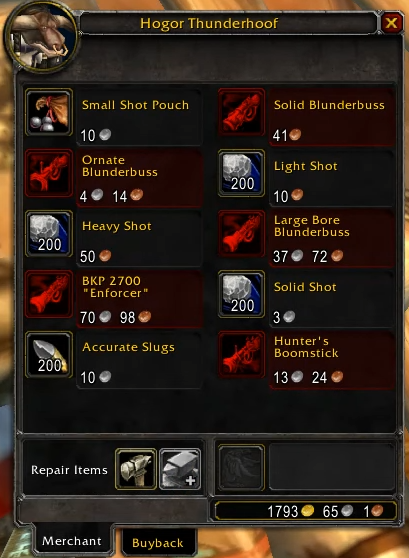 Hogor Thunderhoof
Small Shot Pouch
10
Solid Blunderbuss
41
Ornate
Blunderbuss
4 14
200
Light Shot
10
200
Heavy Shot
50
Large Bore
Blunderbuss
37 72
BKP 2700
"Enforcer"
70 98
200
Solid Shot
3
200
Accurate Slugs
10
Hunter's
Boomstick
13 24
Repair Items
1793 65 1
Merchant
Buyback